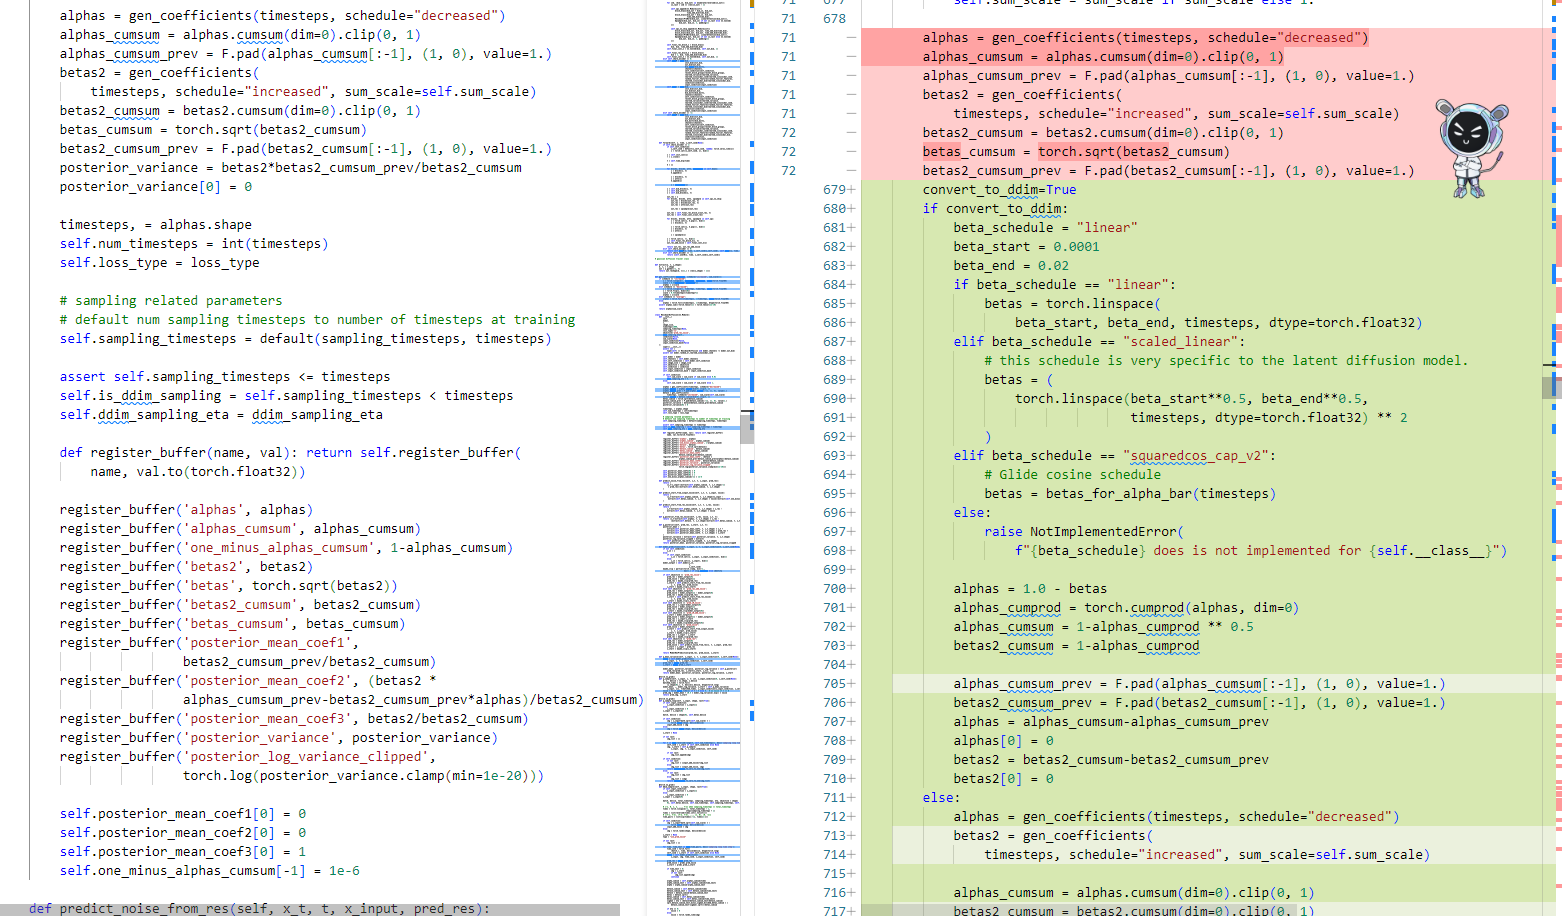 alphas = gen_coefficients(timesteps, schedule="decreased")
alphas_cumsum = alphas.cumsum(dim=0).clip(0, 1)
alphas_cumsum_prev = F.pad(alphas_cumsum[:-1], (1, 0), value=1.)
betas2 = gen_coefficients(
timesteps, schedule="increased", sum_scale=self.sum_scale)
betas2_cumsum = betas2.cumsum(dim=0).clip(0, 1)
betas_cumsum = torch.sqrt(betas2_cumsum)
betas2_cumsum_prev = F.pad(betas2_cumsum[:-1], (1, 0), value=1.)
posterior_variance = betas2*betas2_cumsum_prev/betas2_cumsum
posterior_variance[0] = 0
timesteps, = alphas.shape
self.num_timesteps = int(timesteps)
self.loss_type = loss_type
# sampling related parameters
# default num sampling timesteps to number of timesteps at training
self.sampling_timesteps = default(sampling_timesteps, timesteps)
assert self.sampling_timesteps <= timesteps
self.is_ddim_sampling = self.sampling_timesteps < timesteps
self.ddim_sampling_eta = ddim_sampling_eta
def register_buffer(name, val): return self.register_buffer(
name, val.to(torch.float32))
register_buffer('alphas', alphas)
register_buffer('alphas_cumsum', alphas_cumsum)
register_buffer('one_minus_alphas_cumsum', 1-alphas_cumsum)
register_buffer('betas2', betas2)
register_buffer('betas', torch.sqrt(betas2))
register_buffer('betas2_cumsum', betas2_cumsum)
register_buffer('betas_cumsum', betas_cumsum)
register_buffer('posterior_mean_coef1',
betas2_cumsum_prev/betas2_cumsum)
register_buffer('posterior_mean_coef2', (betas2 *
alphas_cumsum_prev-betas2_cumsum_prev*alphas)/betas2_cumsum)
register_buffer('posterior_mean_coef3', betas2/betas2_cumsum)
register_buffer('posterior_variance', posterior_variance)
register_buffer('posterior_log_variance_clipped',
torch.log(posterior_variance.clamp(min=1e-20)))
self.posterior_mean_coef1[0] = 0
self.posterior_mean_coef2[0] = 0
self.posterior_mean_coef3[0] = 1
self.one_minus_alphas_cumsum[-1] = 1e-6
def predict_noise_from_res(self, x_t, t, x_input, pred_res):
71 677 self.sum_scale = sum_scale if sum_scale else 1.
71 678
71 — alphas = gen_coefficients(timesteps, schedule="decreased")
71 — alphas_cumsum = alphas.cumsum(dim=0).clip(0, 1)
71 — alphas_cumsum_prev = F.pad(alphas_cumsum[:-1], (1, 0), value=1.)
71 — betas2 = gen_coefficients(
71 — timesteps, schedule="increased", sum_scale=self.sum_scale)
72 — betas2_cumsum = betas2.cumsum(dim=0).clip(0, 1)
72 — betas_cumsum = torch.sqrt(betas2_cumsum)
72 — betas2_cumsum_prev = F.pad(betas2_cumsum[:-1], (1, 0), value=1.)
679+ convert_to_ddim=True
680+ if convert_to_ddim:
681+ beta_schedule = "linear"
682+ beta_start = 0.0001
683+ beta_end = 0.02
684+ if beta_schedule == "linear":
685+ betas = torch.linspace(
686+ beta_start, beta_end, timesteps, dtype=torch.float32)
687+ elif beta_schedule == "scaled_linear":
688+ # this schedule is very specific to the latent diffusion model.
689+ betas = (
690+ torch.linspace(beta_start**0.5, beta_end**0.5,
691+ timesteps, dtype=torch.float32) ** 2
692+ )
693+ elif beta_schedule == "squaredcos_cap_v2":
694+ # Glide cosine schedule
695+ betas = betas_for_alpha_bar(timesteps)
696+ else:
697+ raise NotImplementedError(
698+ f"{beta_schedule} does is not implemented for {self.__class__}")
699+
700+ alphas = 1.0 - betas
701+ alphas_cumprod = torch.cumprod(alphas, dim=0)
702+ alphas_cumsum = 1-alphas_cumprod ** 0.5
703+ betas2_cumsum = 1-alphas_cumprod
704+
705+ alphas_cumsum_prev = F.pad(alphas_cumsum[:-1], (1, 0), value=1.)
706+ betas2_cumsum_prev = F.pad(betas2_cumsum[:-1], (1, 0), value=1.)
707+ alphas = alphas_cumsum-alphas_cumsum_prev
708+ alphas[0] = 0
709+ betas2 = betas2_cumsum-betas2_cumsum_prev
710+ betas2[0] = 0
711+ else:
712+ alphas = gen_coefficients(timesteps, schedule="decreased")
713+ betas2 = gen_coefficients(
714+ timesteps, schedule="increased", sum_scale=self.sum_scale)
715+
716+ alphas_cumsum = alphas.cumsum(dim=0).clip(0, 1)
717+ betas2_cumsum = betas2.cumsum(dim=0).clip(0, 1)